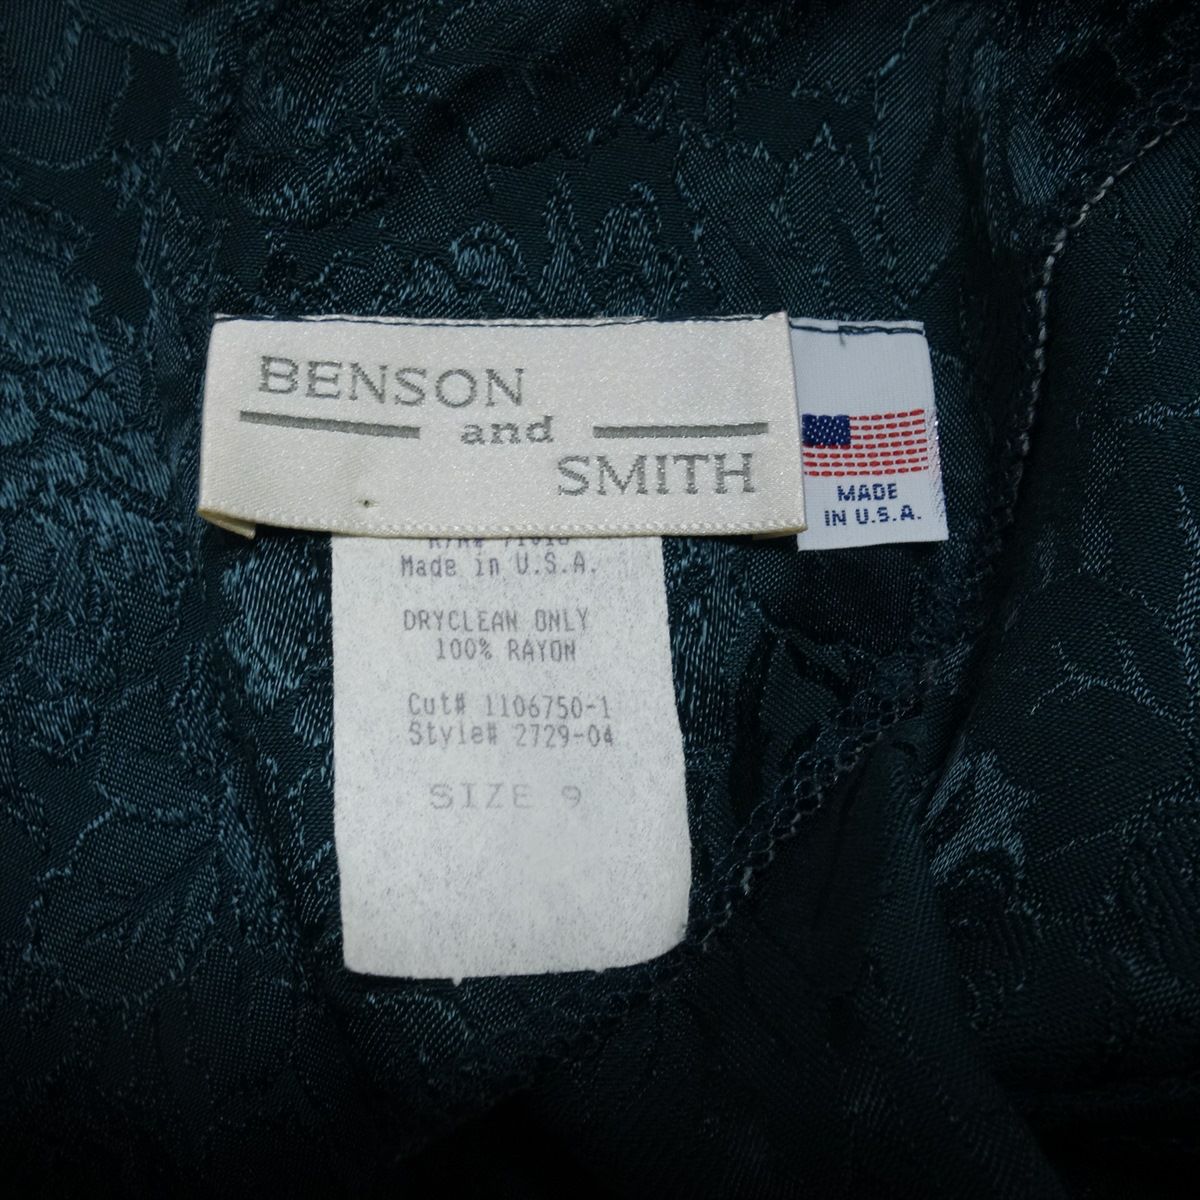 BENSON
and
SMITH
MADE
IN U.S.A.
Made in U.S.A.
DRYCLEAN ONLY
100% RAYON
Cut# 1106750-1
Style# 2729-04
SIZE 9